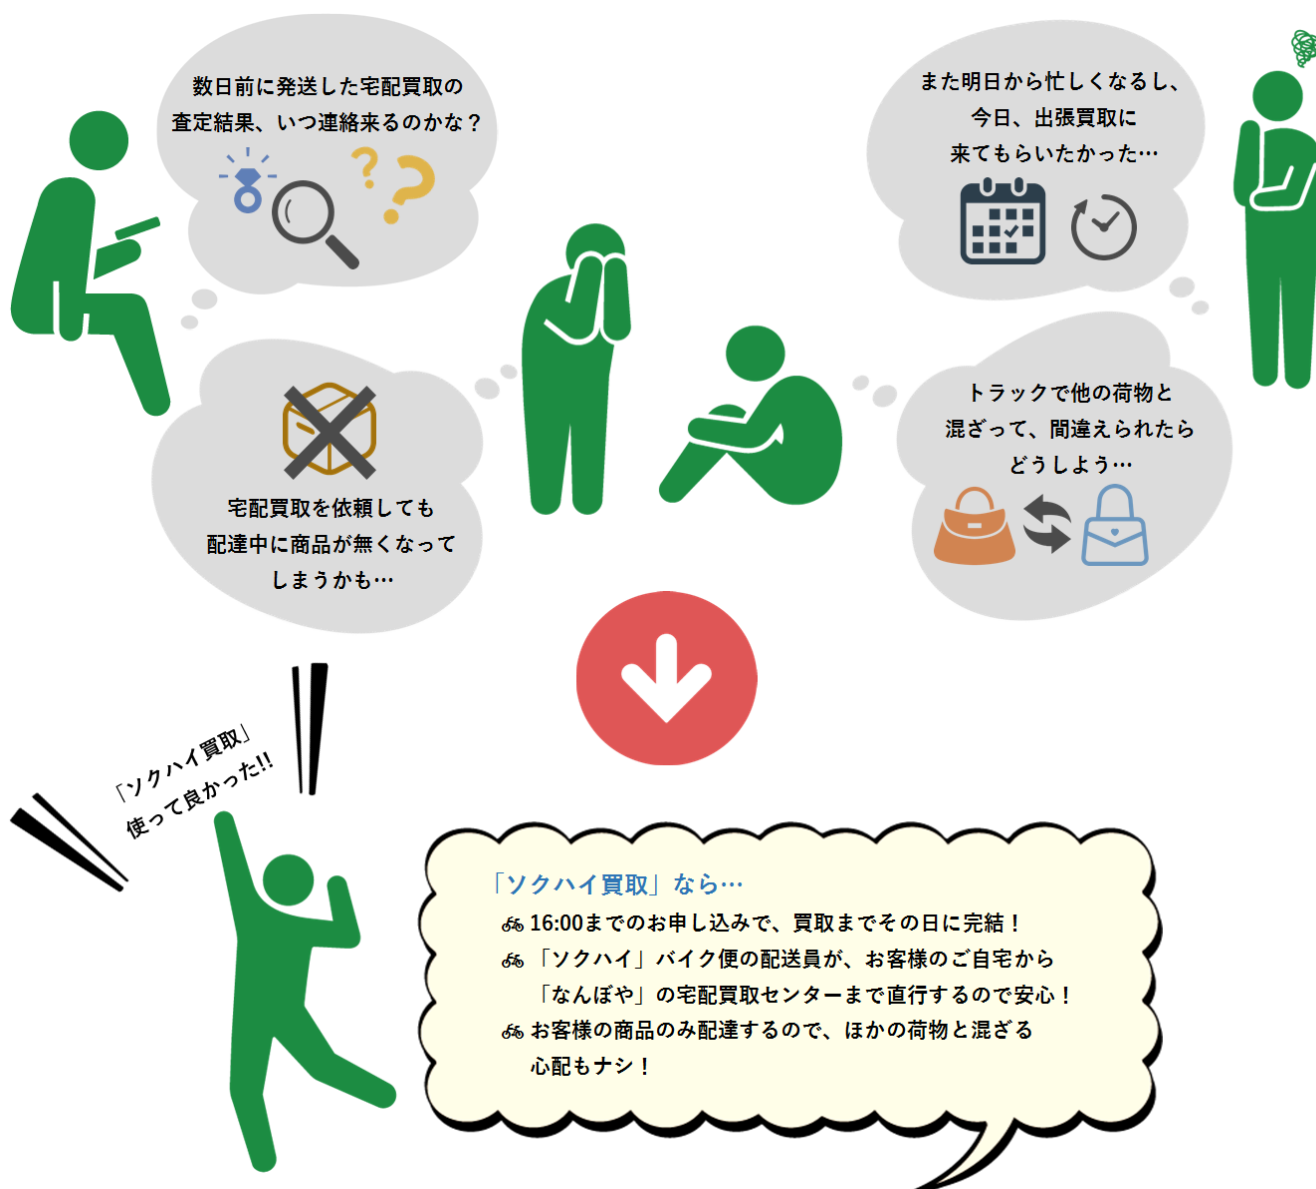 数日前に発送した宅配買取の
査定結果、いつ連絡来るのかな？
また明日から忙しくなるし、
今日、出張買取に
来てもらいたかった…
宅配買取を依頼しても
配達中に商品が無くなって
しまうかも…
トラックで他の荷物と
混ざって、間違えられたら
どうしよう…
「ソクハイ買取」
使って良かった!!
「ソクハイ買取」なら…
16:00までのお申し込みで、買取までその日に完結！
「ソクハイ」バイク便の配送員が、お客様のご自宅から
「なんぼや」の宅配買取センターまで直行するので安心！
お客様の商品のみ配達するので、ほかの荷物と混ざる
心配もナシ！